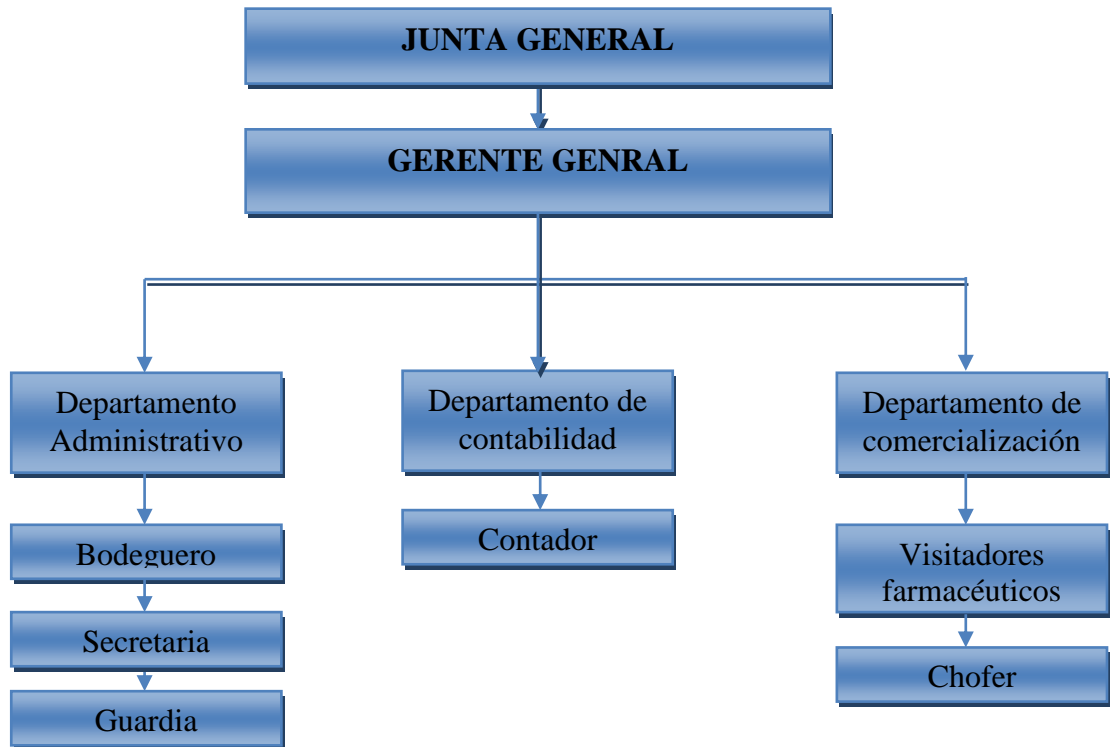 JUNTA GENERAL
GERENTE GENRAL
Departamento
Administrativo
Departamento de
contabilidad
Departamento de
comercialización
Bodeguero
Contador
Visitadores
farmacéuticos
Secretaria
Chofer
Guardia